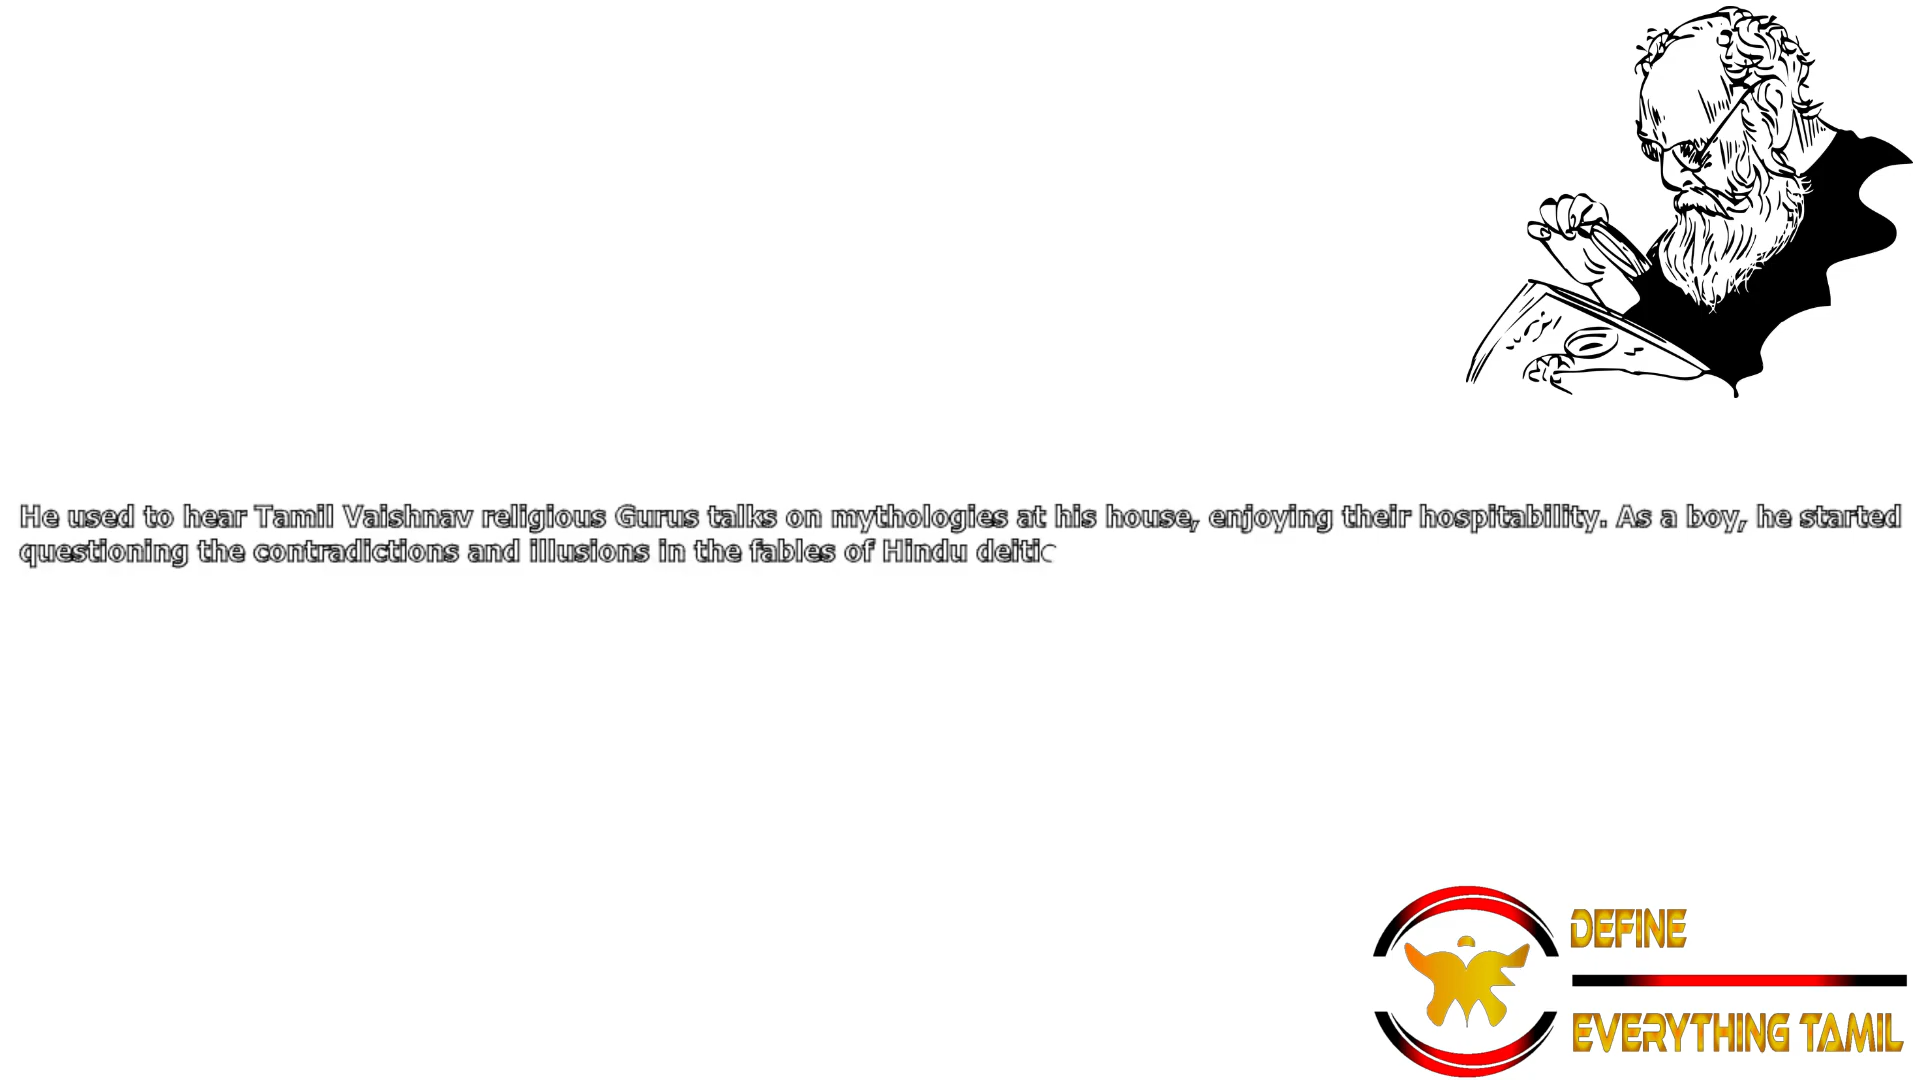 He used to hear Tamil Vaishnav religious Gurus talks on mythologies at his house, enjoying their hospitability. As a boy, he started
questioning the contradictions and illusions in the fables of Hindu deitic
DEFINE
EVERYTHING TAMIL